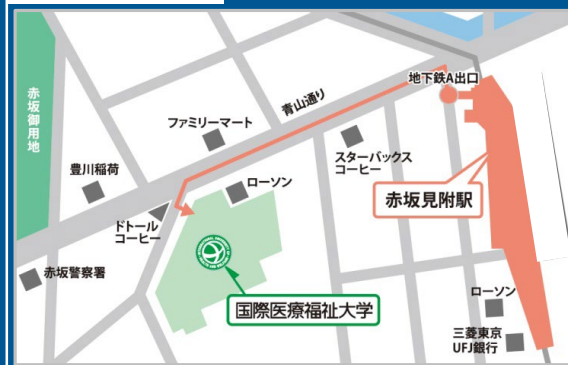 地下鉄A出口
青山通り
赤坂御用地
ファミリーマート
スターバックス
コーヒー
豊川稲荷
ローソン
赤坂見附駅
ドトール
コーヒー
赤坂警察署
国際医療福祉大学
ローソン
三菱東京
UFJ銀行